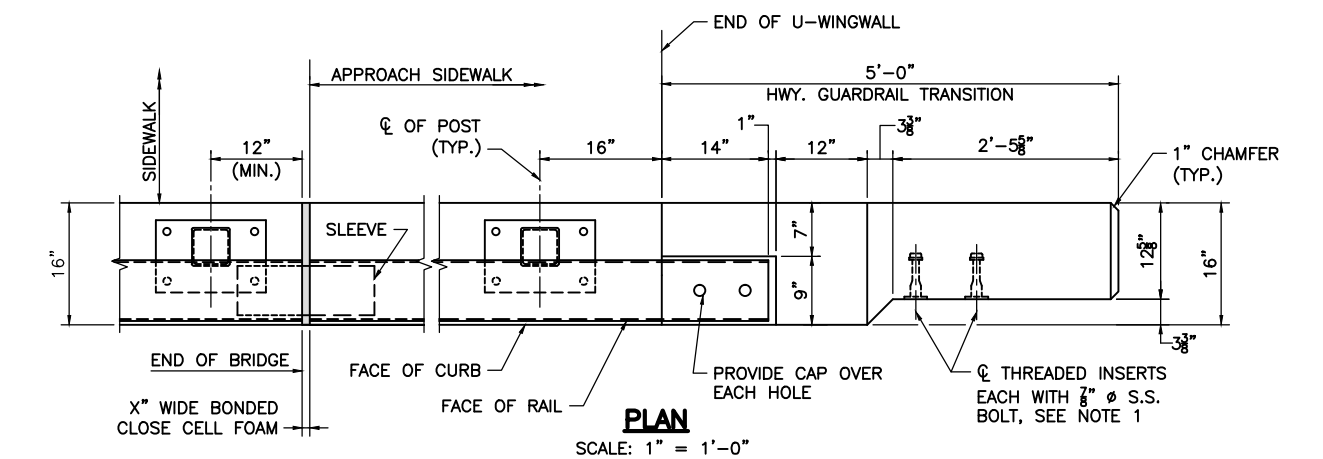 END OF U-WINGWALL
APPROACH SIDEWALK
5'-0"
HWY. GUARDRAIL TRANSITION
SIDEWALK
℄ OF POST
(TYP.)
12"
(MIN.)
16"
14"
1"
12"
3⅜"
2'-5⅝"
1" CHAMFER
(TYP.)
SLEEVE
16"
7"
9"
12⅝"
16"
3⅜"
END OF BRIDGE
FACE OF CURB
FACE OF RAIL
PROVIDE CAP OVER
EACH HOLE
℄ THREADED INSERTS
EACH WITH ⅞" ø S.S.
BOLT, SEE NOTE 1
X" WIDE BONDED
CLOSE CELL FOAM
PLAN
SCALE: 1" = 1'-0"